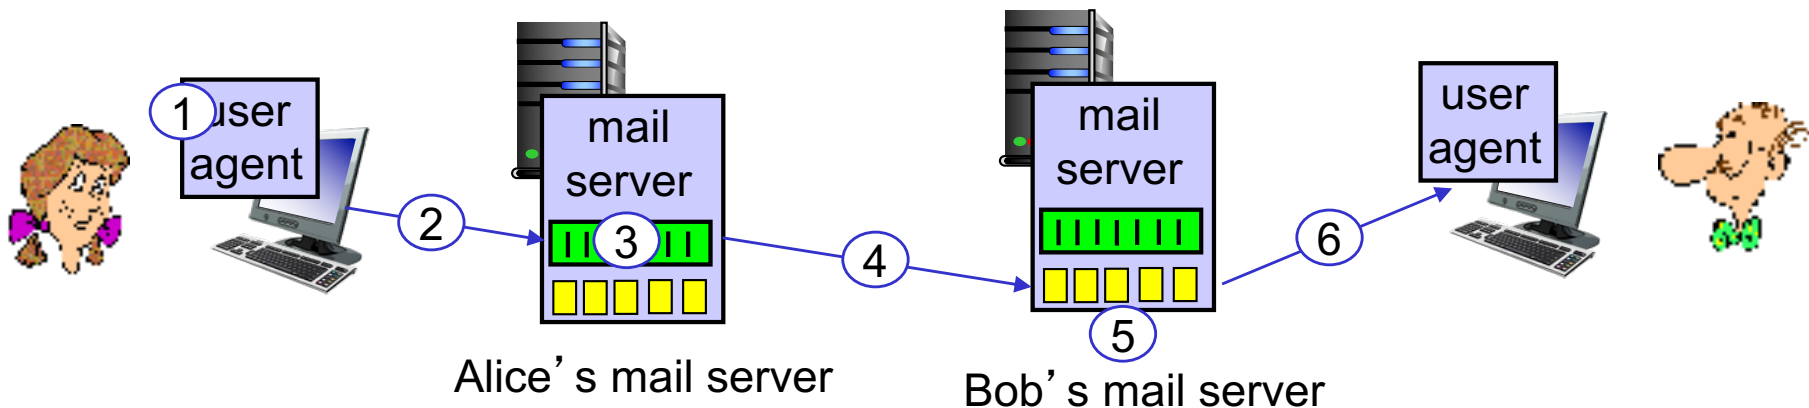 1
user
agent
2
mail
server
3
Alice’s mail server
4
mail
server
5
Bob’s mail server
6
user
agent